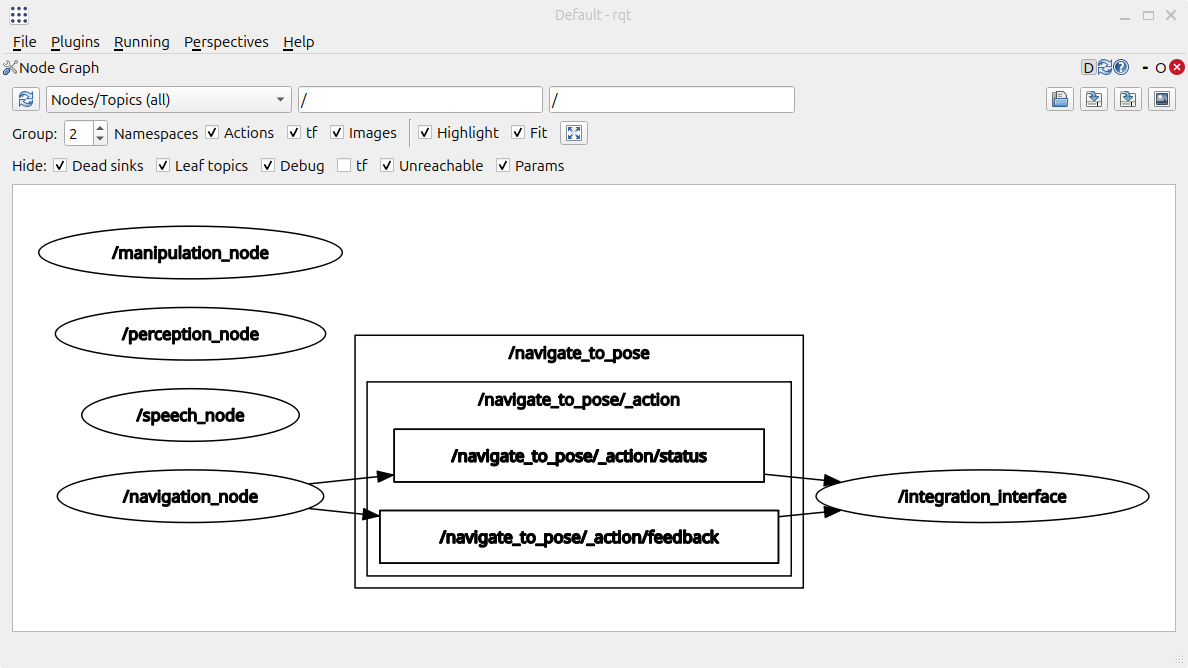 Default - rqt
File Plugins Running Perspectives Help
Node Graph D ? - O
Nodes/Topics (all) / /
Group: 2 Namespaces Actions tf Images Highlight Fit
Hide: Dead sinks Leaf topics Debug tf Unreachable Params
/manipulation_node
/perception_node
/navigate_to_pose
/navigate_to_pose/_action
/speech_node
/navigate_to_pose/_action/status
/navigation_node
/integration_interface
/navigate_to_pose/_action/feedback